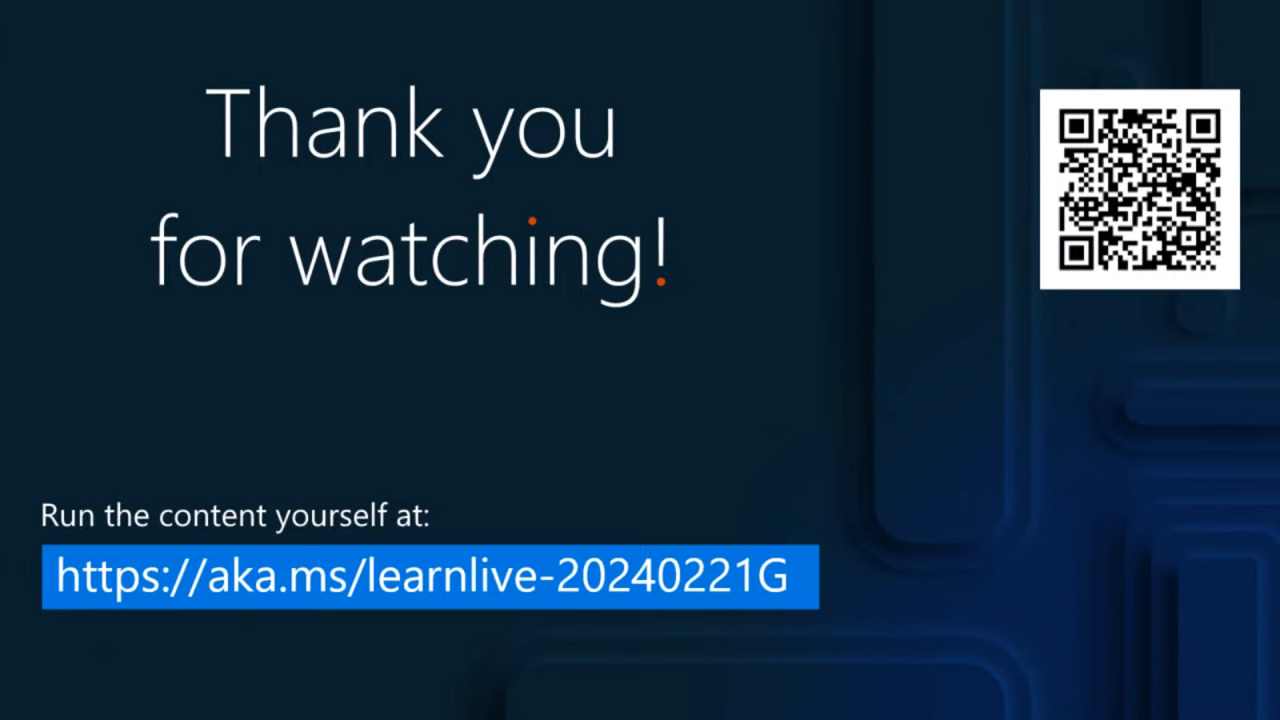 Thank you
for watching!
Run the content yourself at:
https://aka.ms/learnlive-20240221G